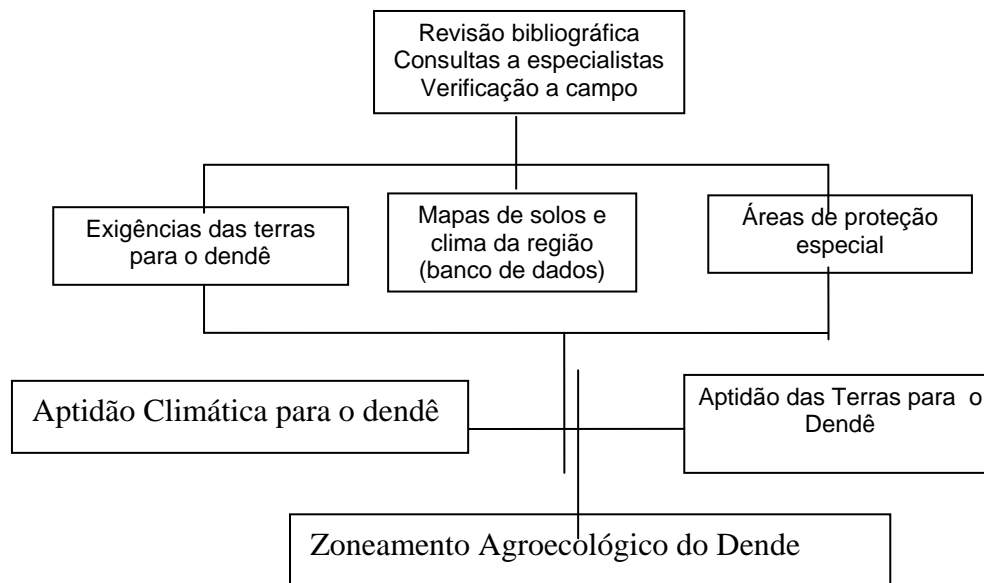 Revisão bibliográfica
Consultas a especialistas
Verificação a campo
Exigências das terras
para o dendê
Mapas de solos e
clima da região
(banco de dados)
Áreas de proteção
especial
Aptidão Climática para o dendê
Aptidão das Terras para o
Dendê
Zoneamento Agroecológico do Dende